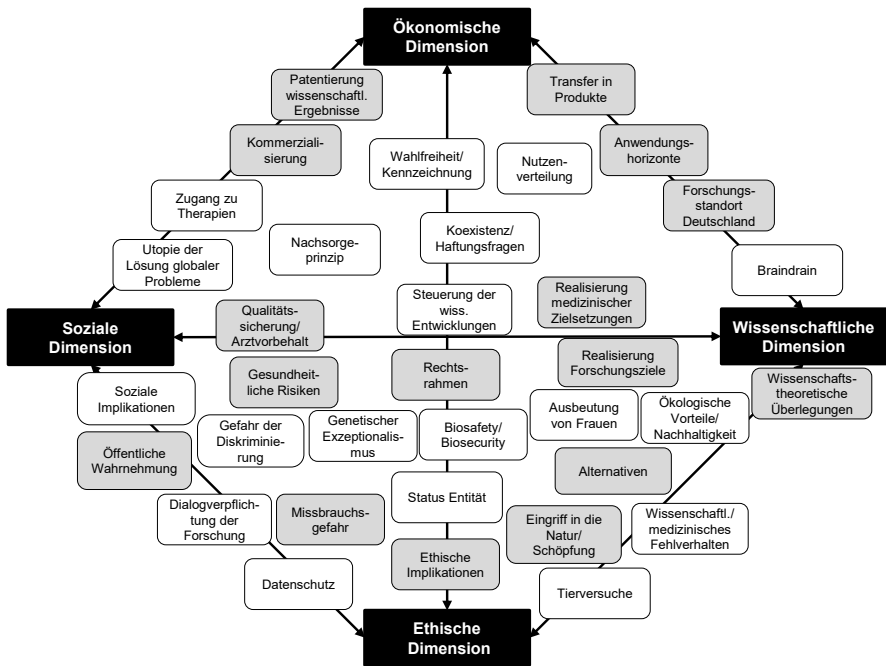 Ökonomische
Dimension
Patentierung
wissenschaftl.
Ergebnisse
Transfer in
Produkte
Kommerziali-
sierung
Wahlfreiheit/
Kennzeichnung
Nutzen-
verteilung
Anwendungs-
horizonte
Zugang zu
Therapien
Forschungs-
standort
Deutschland
Utopie der
Lösung globaler
Probleme
Nachsorge-
prinzip
Koexistenz/
Haftungsfragen
Braindrain
Steuerung der
wiss.
Entwicklungen
Realisierung
medizinischer
Zielsetzungen
Soziale
Dimension
Qualitäts-
sicherung/
Arztvorbehalt
Wissenschaftliche
Dimension
Gesundheit-
liche Risiken
Rechts-
rahmen
Realisierung
Forschungsziele
Wissenschafts-
theoretische
Überlegungen
Soziale
Implikationen
Gefahr der
Diskriminie-
rung
Genetischer
Exzeptionalis-
mus
Biosafety/
Biosecurity
Ausbeutung
von Frauen
Ökologische
Vorteile/
Nachhaltigkeit
Öffentliche
Wahrnehmung
Alternativen
Dialogverpflich-
tung der
Forschung
Missbrauchs-
gefahr
Status Entität
Eingriff in die
Natur/
Schöpfung
Wissenschaftl./
medizinisches
Fehlverhalten
Datenschutz
Ethische
Implikationen
Tierversuche
Ethische
Dimension